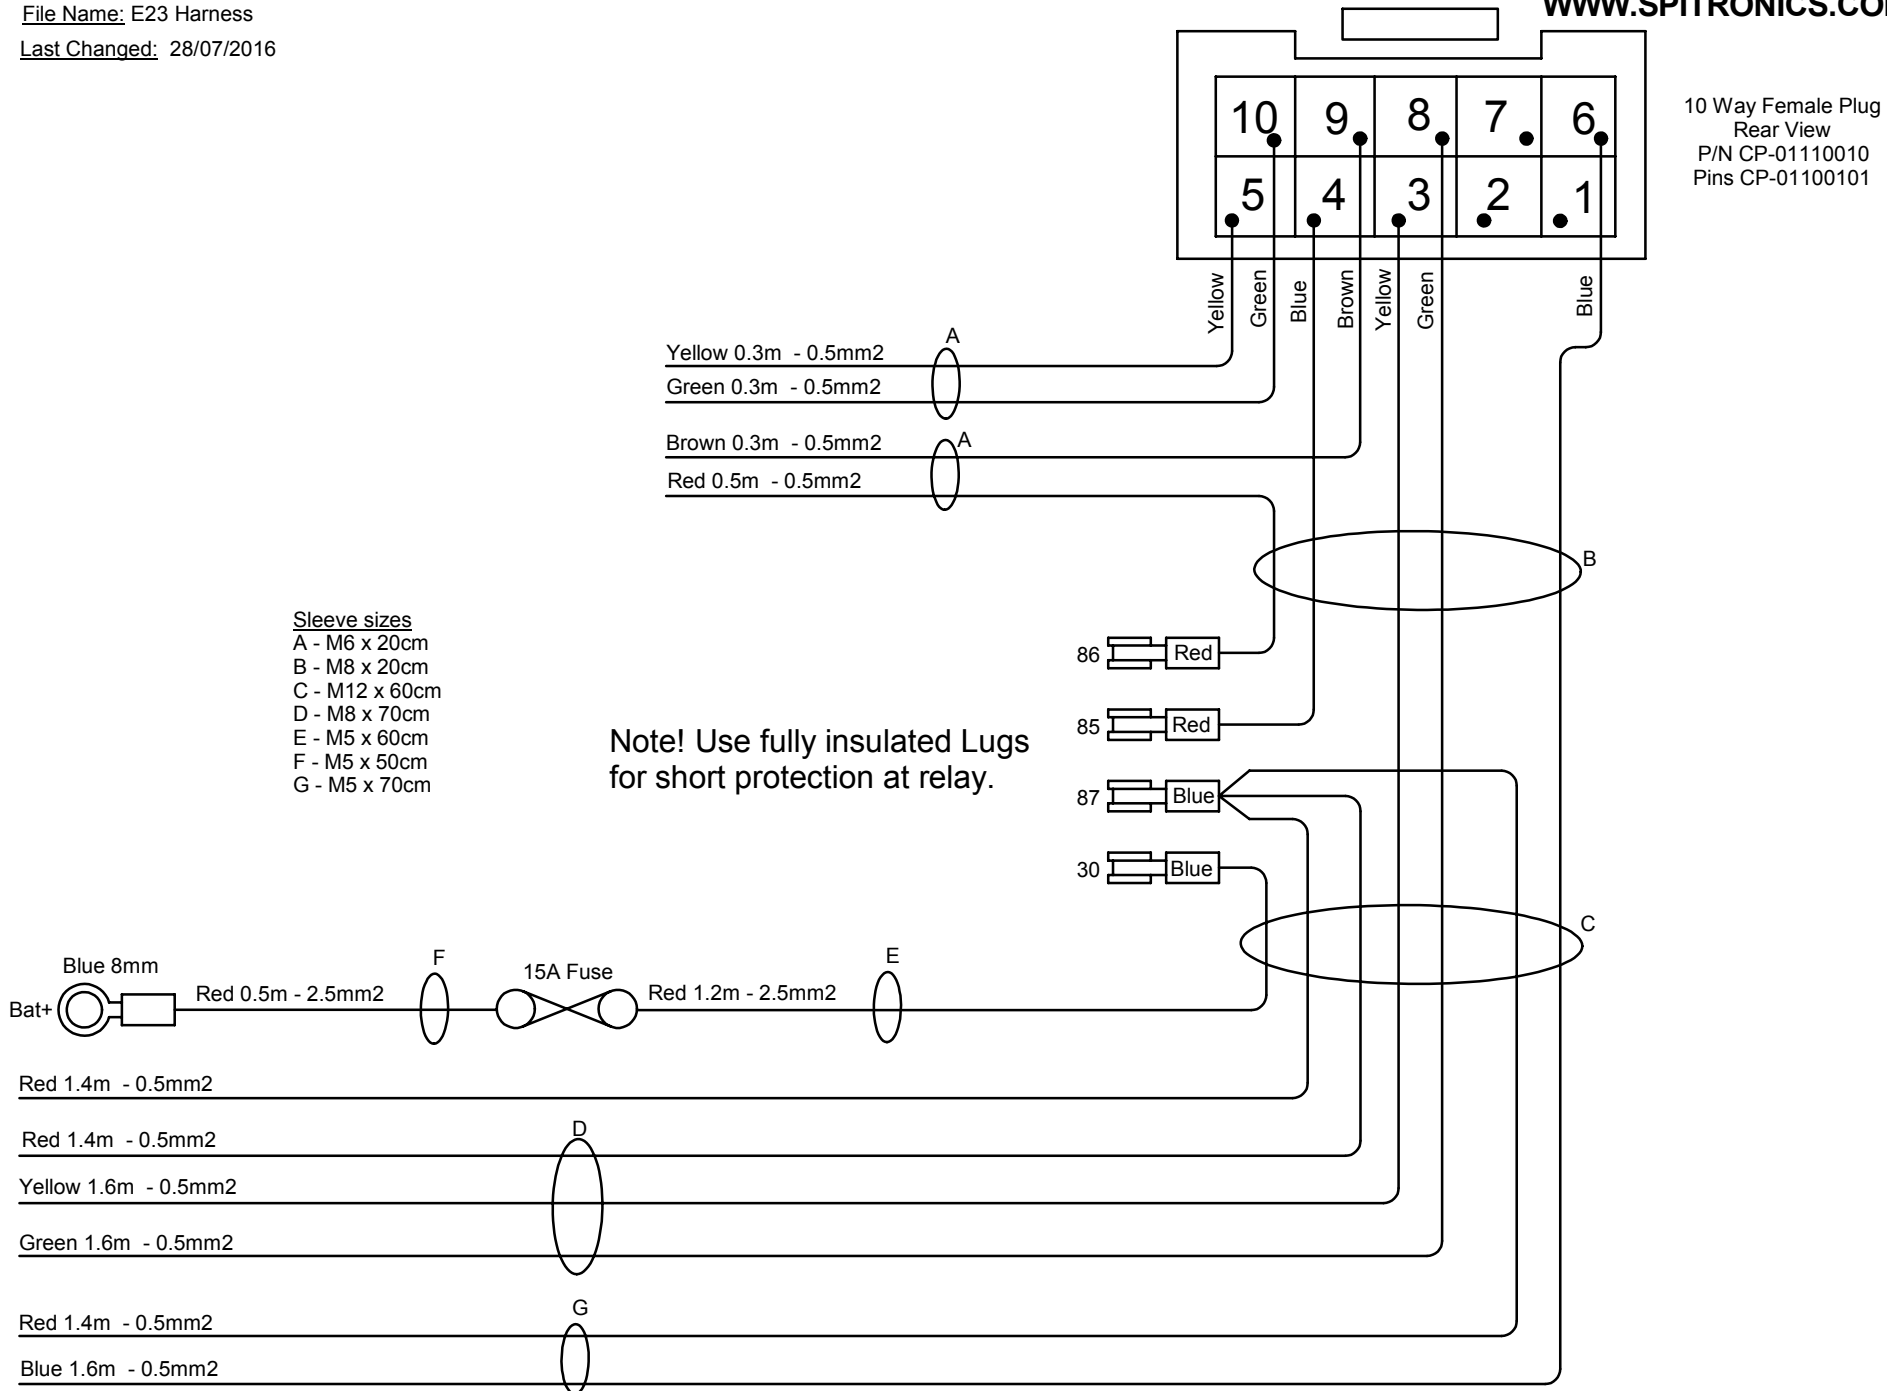 File Name: E23 Harness
Last Changed: 28/07/2016
WWW.SPITRONICS.CO
10 9 8 7 6
5 4 3 2 1
10 Way Female Plug
Rear View
P/N CP-01110010
Pins CP-01100101
Yellow
Green
Blue
Brown
Yellow
Green
Blue
A
Yellow 0.3m - 0.5mm2
Green 0.3m - 0.5mm2
A
Brown 0.3m - 0.5mm2
Red 0.5m - 0.5mm2
B
Sleeve sizes
A - M6 x 20cm
B - M8 x 20cm
C - M12 x 60cm
D - M8 x 70cm
E - M5 x 60cm
F - M5 x 50cm
G - M5 x 70cm
Note! Use fully insulated Lugs
for short protection at relay.
86 Red
85 Red
87 Blue
30 Blue
C
Blue 8mm
Bat+
Red 0.5m - 2.5mm2
F
15A Fuse
Red 1.2m - 2.5mm2
E
Red 1.4m - 0.5mm2
Red 1.4m - 0.5mm2
D
Yellow 1.6m - 0.5mm2
Green 1.6m - 0.5mm2
Red 1.4m - 0.5mm2
G
Blue 1.6m - 0.5mm2